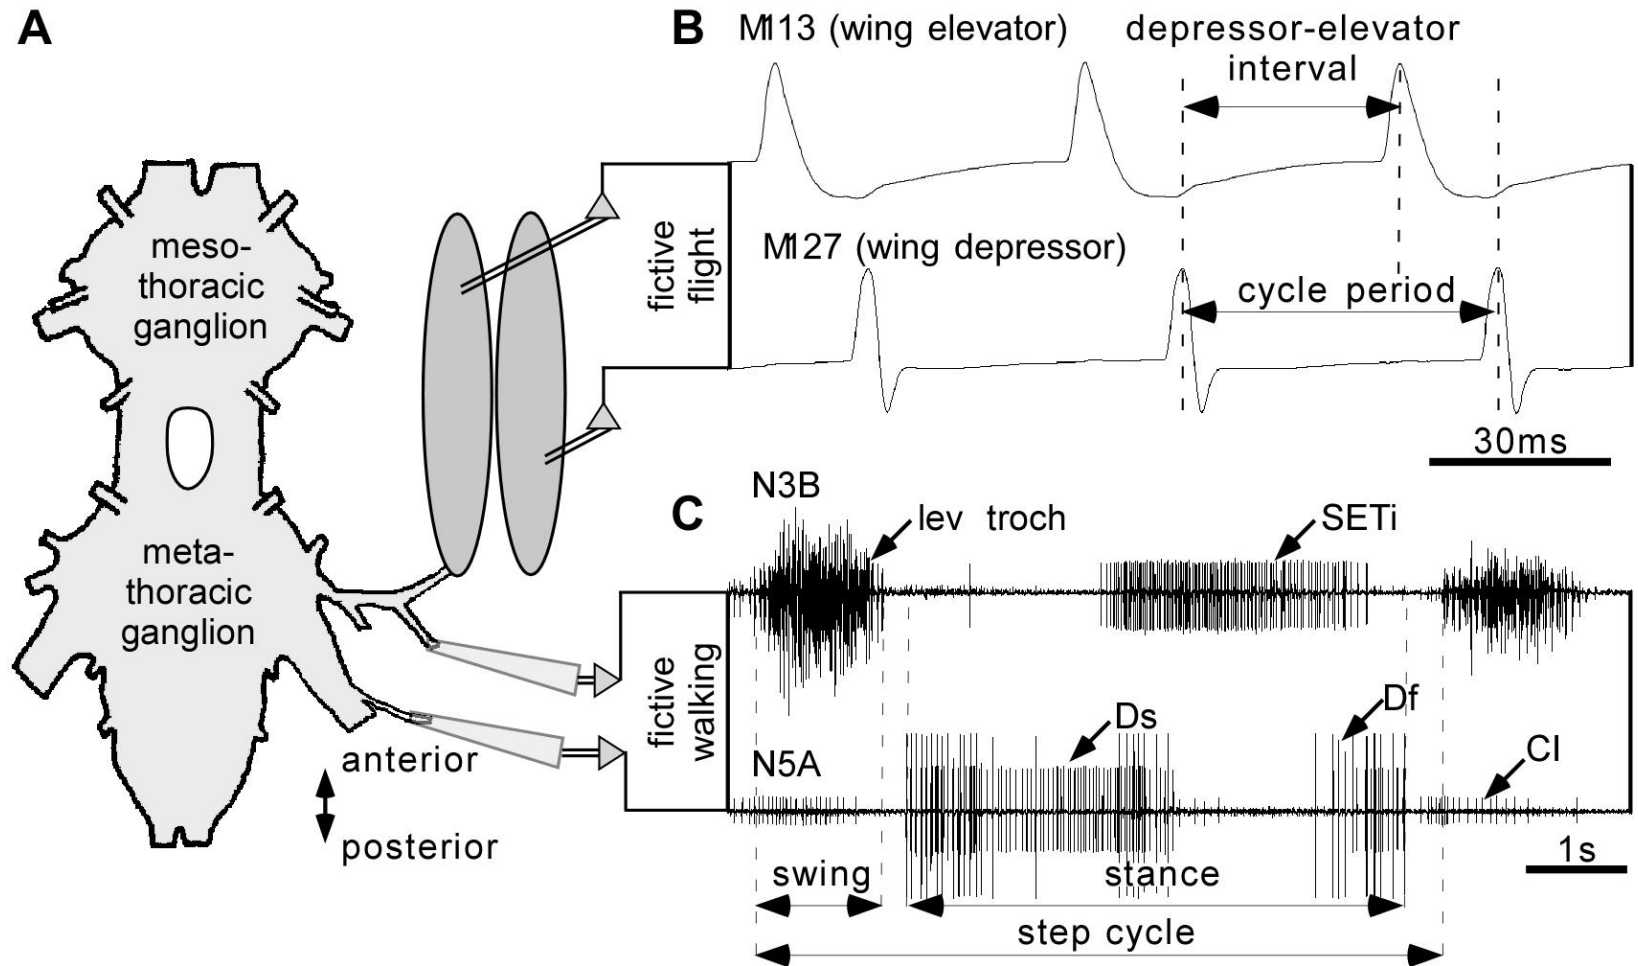 A
meso-
thoracic
ganglion
meta-
thoracic
ganglion
anterior
posterior
fictive
flight
fictive
walking
B
M113 (wing elevator)
depressor-elevator
interval
M127 (wing depressor)
cycle period
30ms
C
N3B
lev troch
SETi
N5A
Ds
Df
CI
1s
swing
stance
step cycle